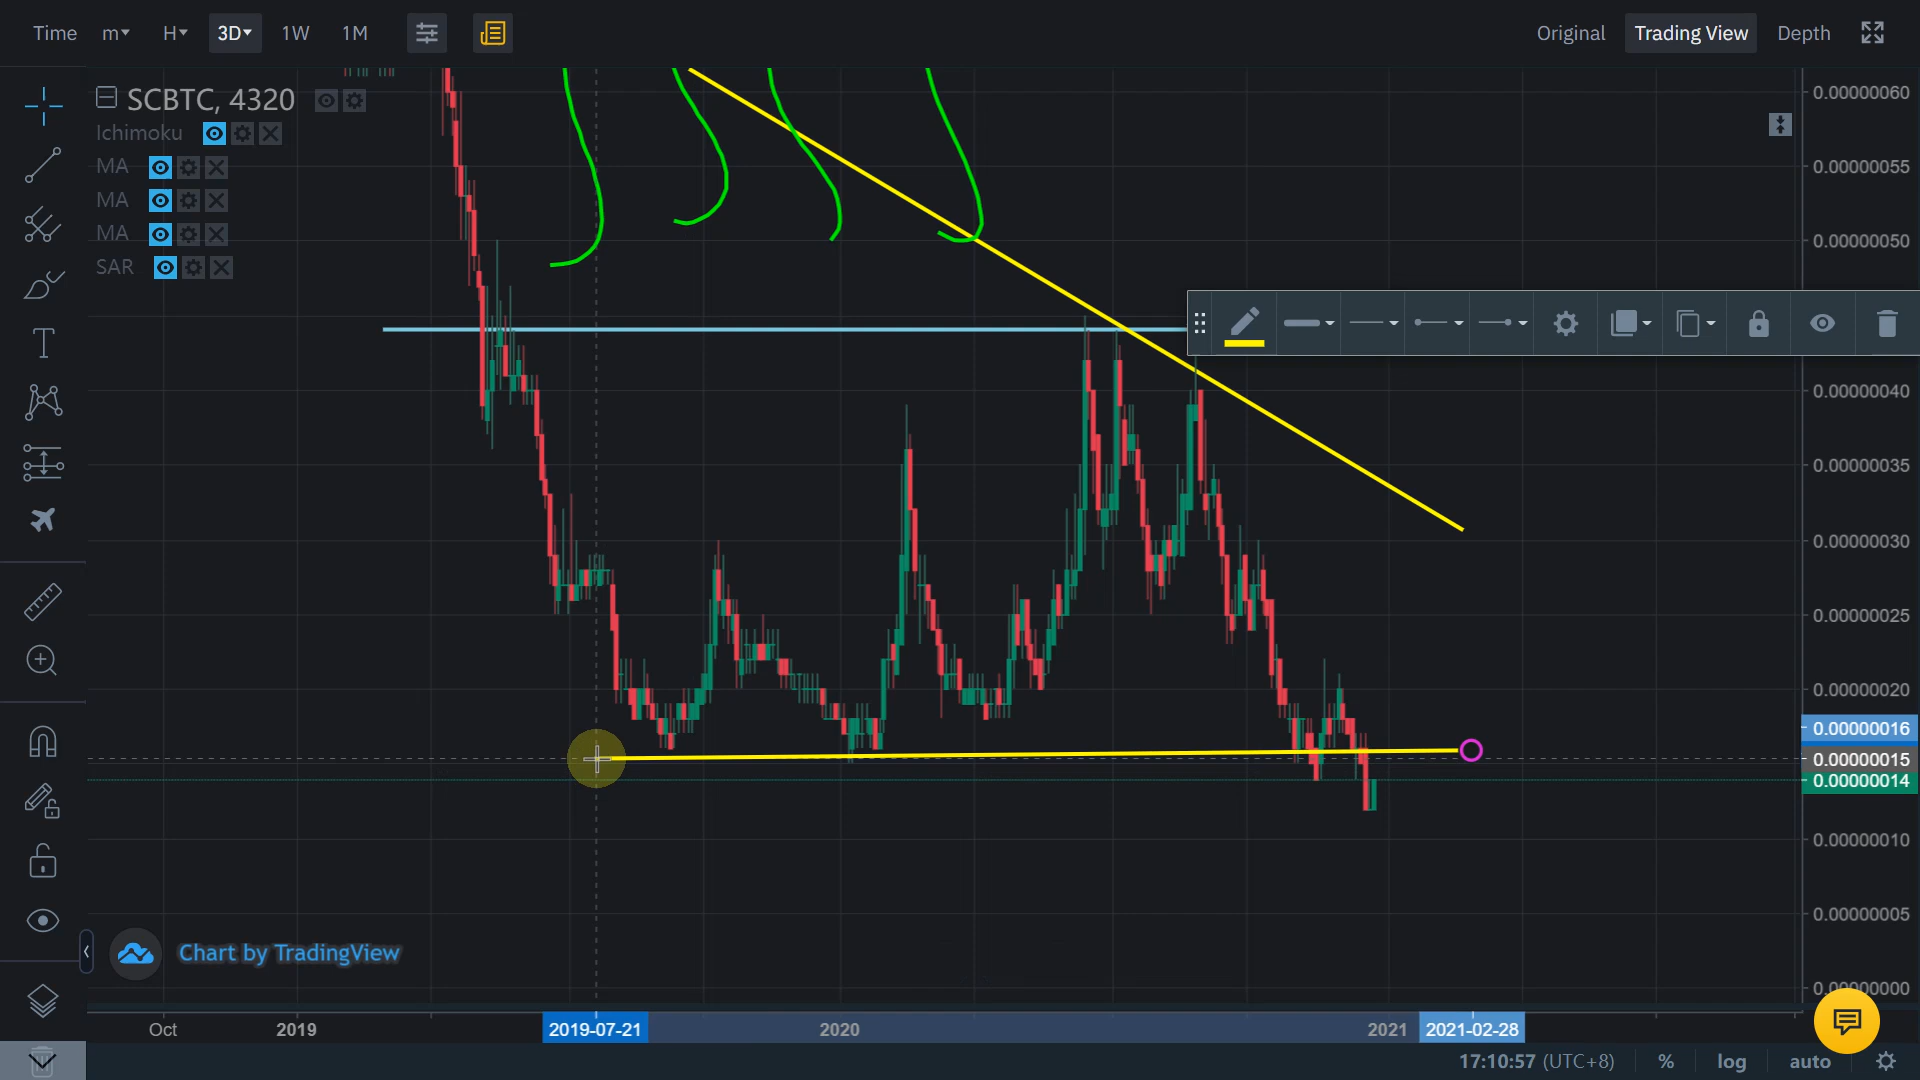 Time m H 3D 1W 1M Original Trading View Depth
SCBTC, 4320
Ichimoku
MA
MA
MA
SAR
0.00000060
0.00000055
0.00000050
0.00000040
0.00000035
0.00000030
0.00000025
0.00000020
0.00000016
0.00000015
0.00000014
0.00000010
0.00000005
0.00000000
Chart by TradingView
Oct 2019 2019-07-21 2020 2021 2021-02-28
17:10:57 (UTC+8) % log auto